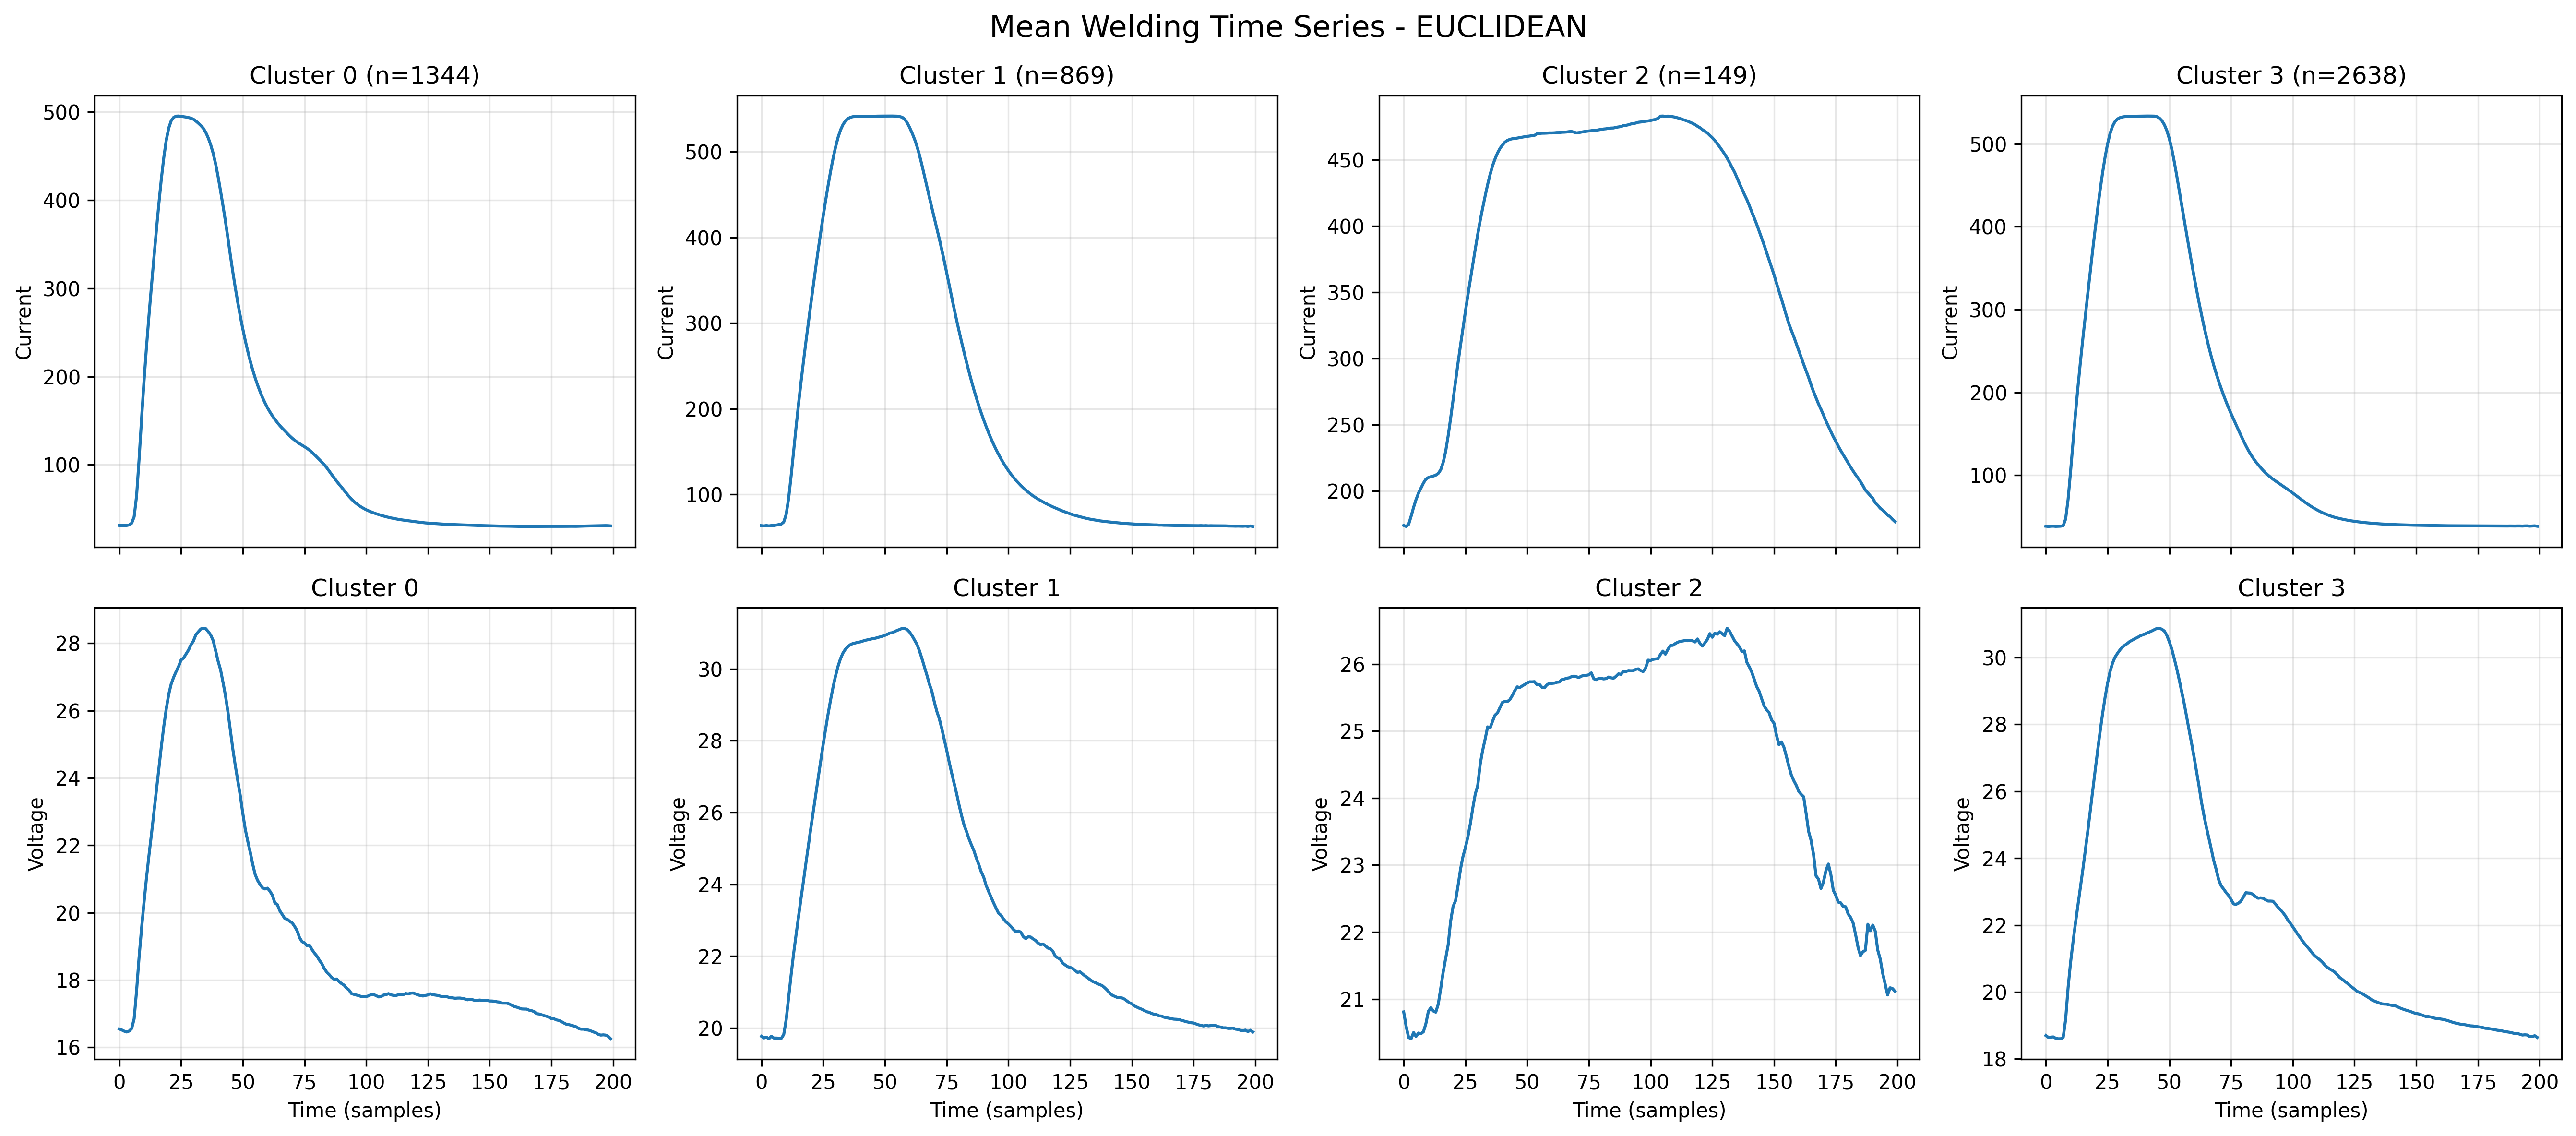 Mean Welding Time Series - EUCLIDEAN
Cluster 0 (n=1344)
Cluster 1 (n=869)
Cluster 2 (n=149)
Cluster 3 (n=2638)
Current
500
400
300
200
100
Current
500
400
300
200
100
Current
450
400
350
300
250
200
Current
500
400
300
200
100
Cluster 0
Cluster 1
Cluster 2
Cluster 3
Voltage
28
26
24
22
20
18
16
Voltage
30
28
26
24
22
20
Voltage
26
25
24
23
22
21
Voltage
30
28
26
24
22
20
18
0 25 50 75 100 125 150 175 200
0 25 50 75 100 125 150 175 200
0 25 50 75 100 125 150 175 200
0 25 50 75 100 125 150 175 200
Time (samples)
Time (samples)
Time (samples)
Time (samples)